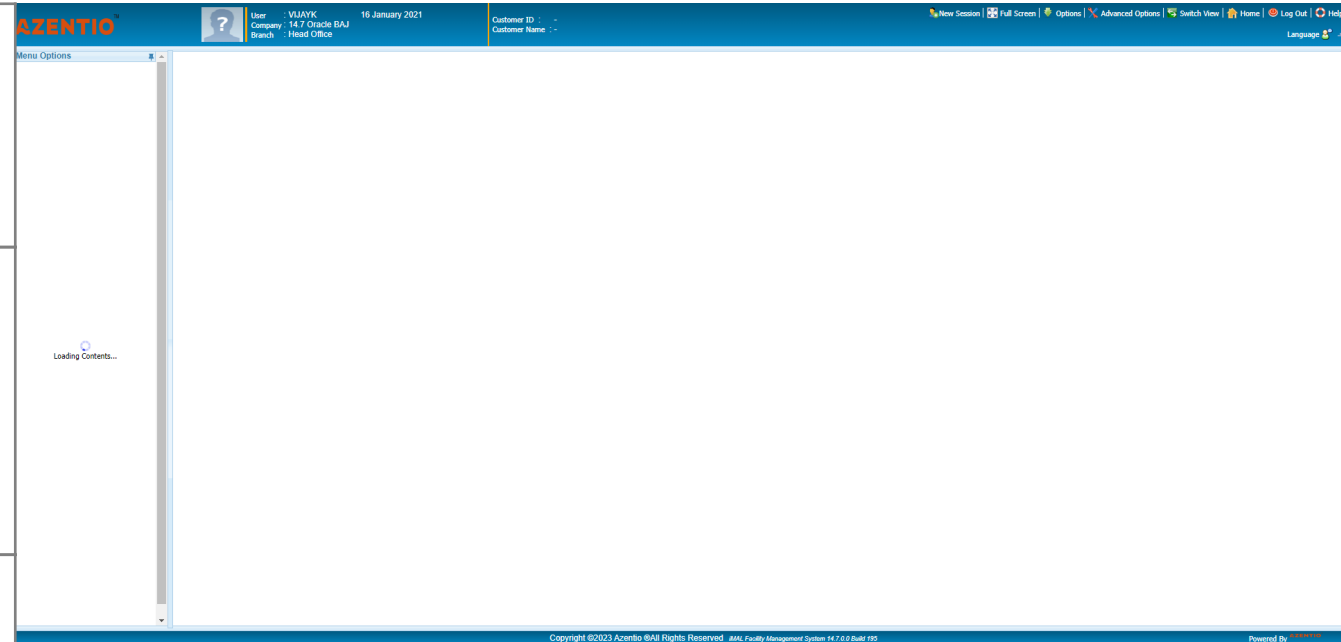 AZENTIO™
User : VIJAYK 16 January 2021
Company : 14.7 Oracle BAJ
Branch : Head Office
Customer ID : -
Customer Name : -
New Session | Full Screen | Options | Advanced Options | Switch View | Home | Log Out | Help
Language
Menu Options
Loading Contents...
Copyright ©2023 Azentio ®All Rights Reserved iMAL Facility Management System 14.7.0.0 Build 195
Powered By AZENTIO